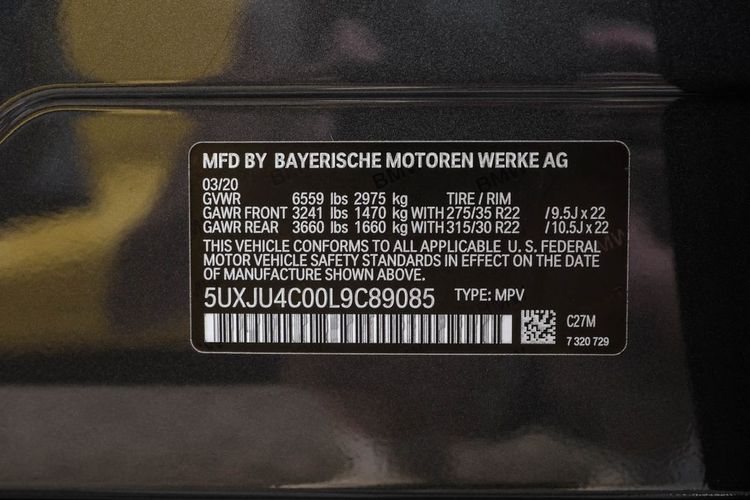 MFD BY BAYERISCHE MOTOREN WERKE AG
03/20
GVWR 6559 lbs 2975 kg TIRE / RIM
GAWR FRONT 3241 lbs 1470 kg WITH 275/35 R22 / 9.5J x 22
GAWR REAR 3660 lbs 1660 kg WITH 315/30 R22 / 10.5J x 22
THIS VEHICLE CONFORMS TO ALL APPLICABLE U. S. FEDERAL
MOTOR VEHICLE SAFETY STANDARDS IN EFFECT ON THE DATE
OF MANUFACTURE SHOWN ABOVE.
5UXJU4C00L9C89085 TYPE: MPV
C27M
7 320 729